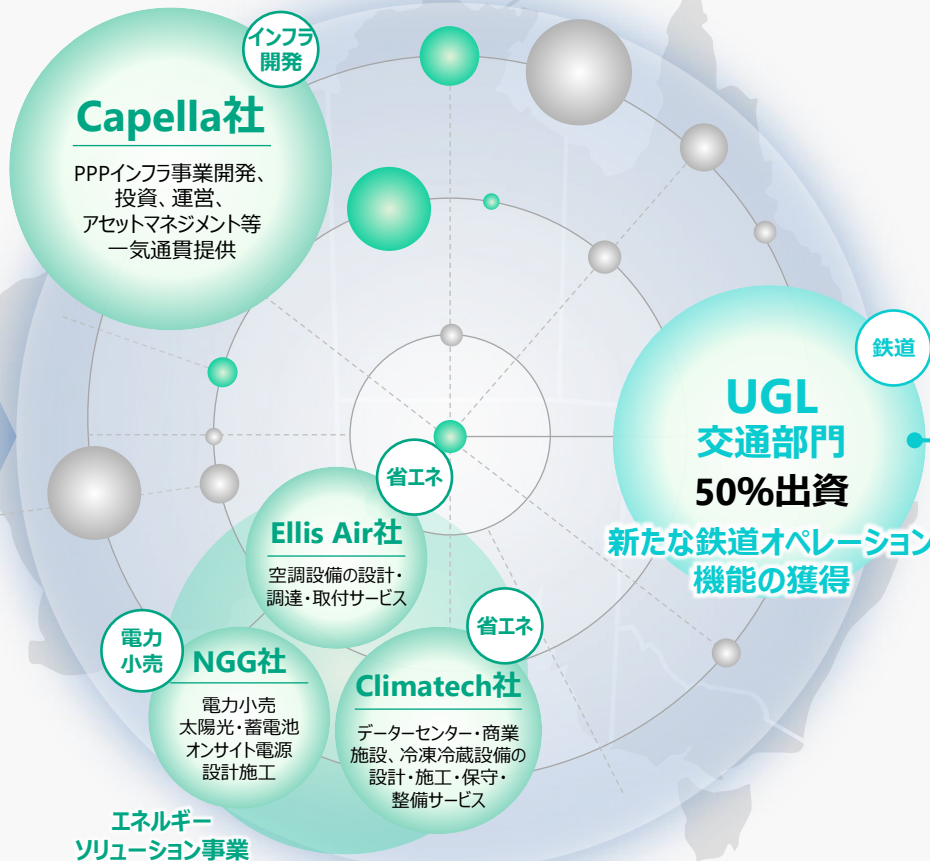 インフラ
開発
Capella社
PPPインフラ事業開発、
投資、運営、
アセットマネジメント等
一気通貫提供
鉄道
UGL
交通部門
50%出資
新たな鉄道オペレーション
機能の獲得
省エネ
Ellis Air社
空調設備の設計・
調達・取付サービス
電力
小売
NGG社
電力小売
太陽光・蓄電池
オンサイト電源
設計施工
省エネ
Climatech社
データーセンター・商業
施設、冷凍冷蔵設備の
設計・施工・保守・
整備サービス
エネルギー
ソリューション事業